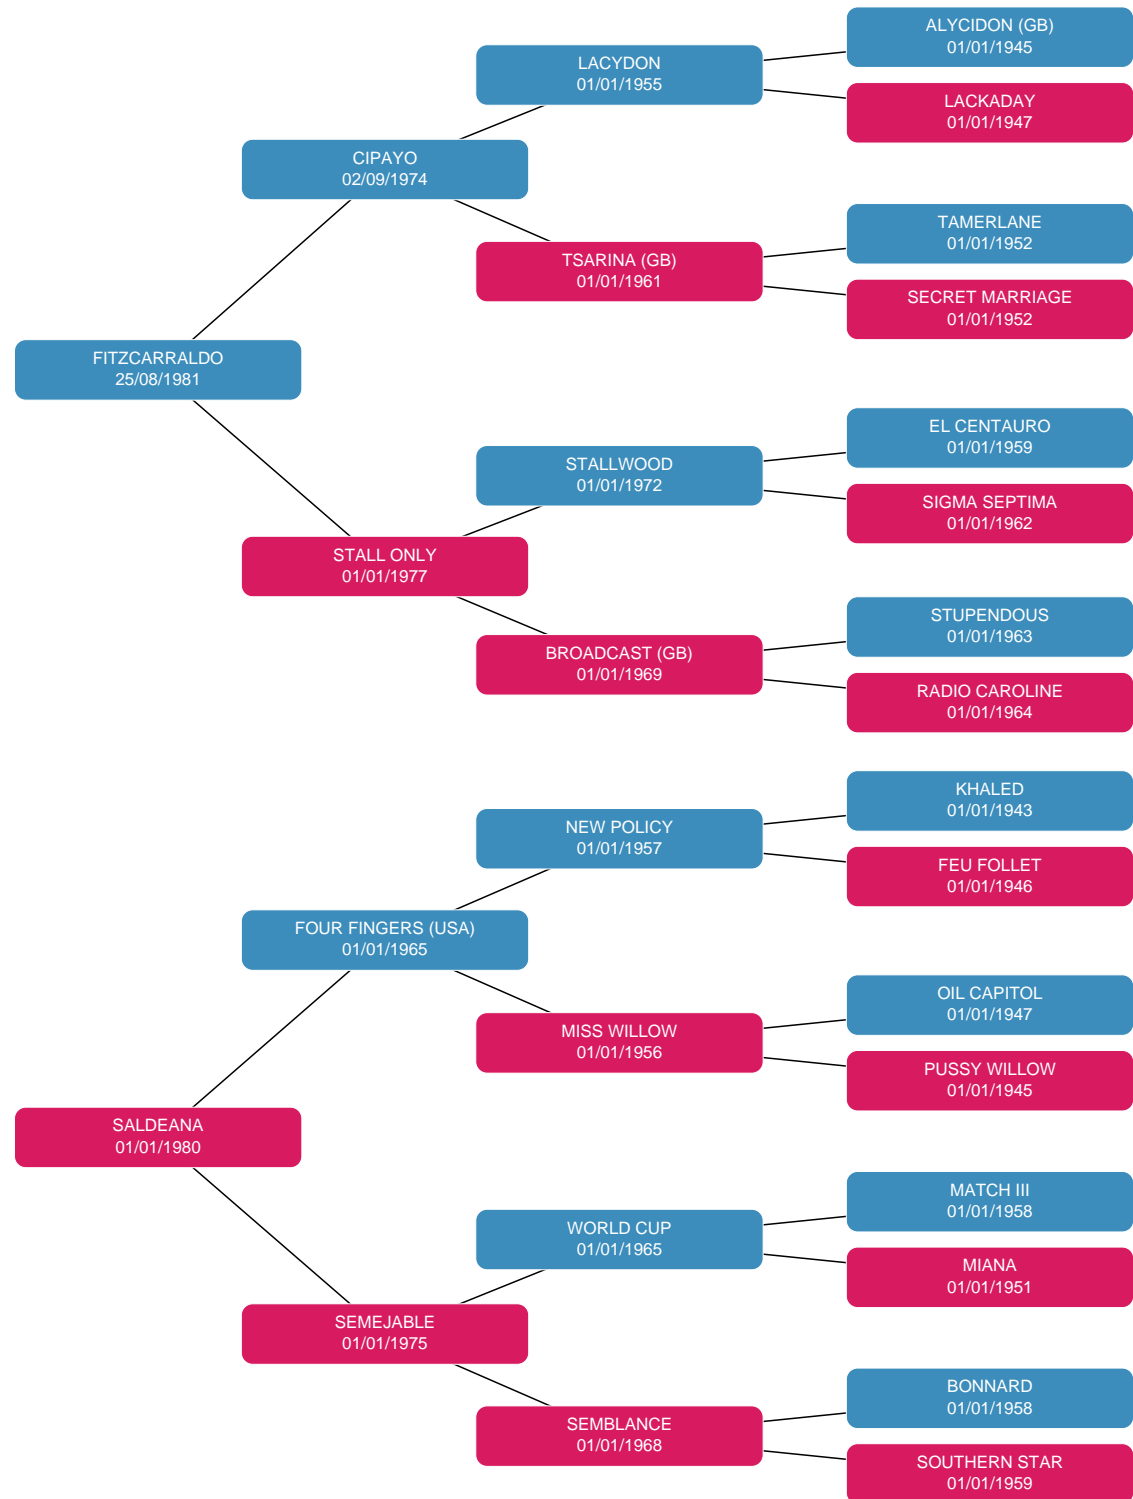 ALYCIDON (GB)
01/01/1945
LACYDON
01/01/1955
LACKADAY
01/01/1947
CIPAYO
02/09/1974
TAMERLANE
01/01/1952
TSARINA (GB)
01/01/1961
SECRET MARRIAGE
01/01/1952
FITZCARRALDO
25/08/1981
EL CENTAURO
01/01/1959
STALLWOOD
01/01/1972
SIGMA SEPTIMA
01/01/1962
STALL ONLY
01/01/1977
STUPENDOUS
01/01/1963
BROADCAST (GB)
01/01/1969
RADIO CAROLINE
01/01/1964
KHALED
01/01/1943
NEW POLICY
01/01/1957
FEU FOLLET
01/01/1946
FOUR FINGERS (USA)
01/01/1965
OIL CAPITOL
01/01/1947
MISS WILLOW
01/01/1956
PUSSY WILLOW
01/01/1945
SALDEANA
01/01/1980
MATCH III
01/01/1958
WORLD CUP
01/01/1965
MIANA
01/01/1951
SEMEJABLE
01/01/1975
BONNARD
01/01/1958
SEMBLANCE
01/01/1968
SOUTHERN STAR
01/01/1959